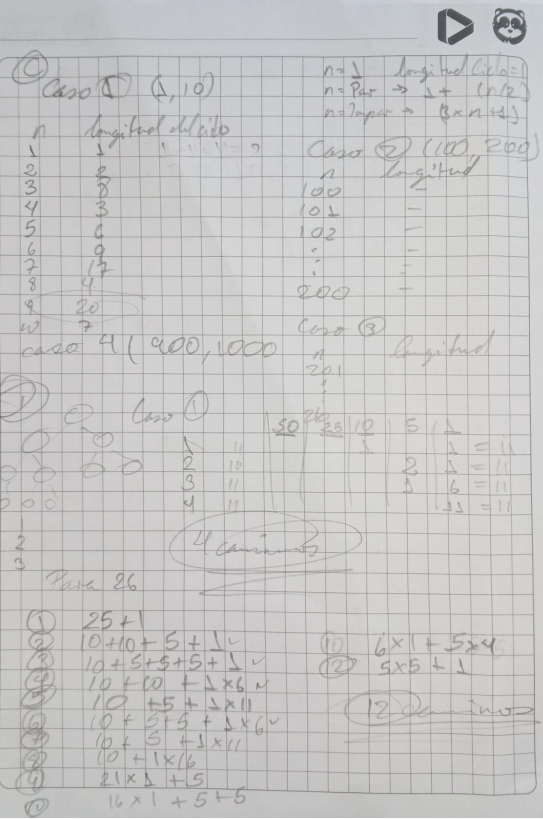 C
Caso 1 (1,10)
n=1 longitud Ciclo=1
n=Par → 1+ (n/2)
n=Impar → (3×n+1)
n longitud del ciclo
1 1
2 2
3 8
4 3
5 6
6 9
7 17
8 4
9 20
10 7
Caso 2 (100, 200)
n longitud
100 -
101 -
102 -
200 -
Caso 3
n longitud
201
caso 4 (900,1000
Caso 1
50 25 10 5 1
1 11 1 1 = 11
2 11 2 1 = 11
3 11 1 6 = 11
4 11 11 = 11
1
2
3
4 caminos
Para 26
1 25+1
2 10+10+5+1
3 10+5+5+5+1
4 10+10+1×6
5 10+5+1×11
6 10+5+5+1×6
7 10+5+1×11
8 10+1×16
9 21×1+5
10 16×1+5+5
11 6×1+5×4
12 5×5+1
12 caminos